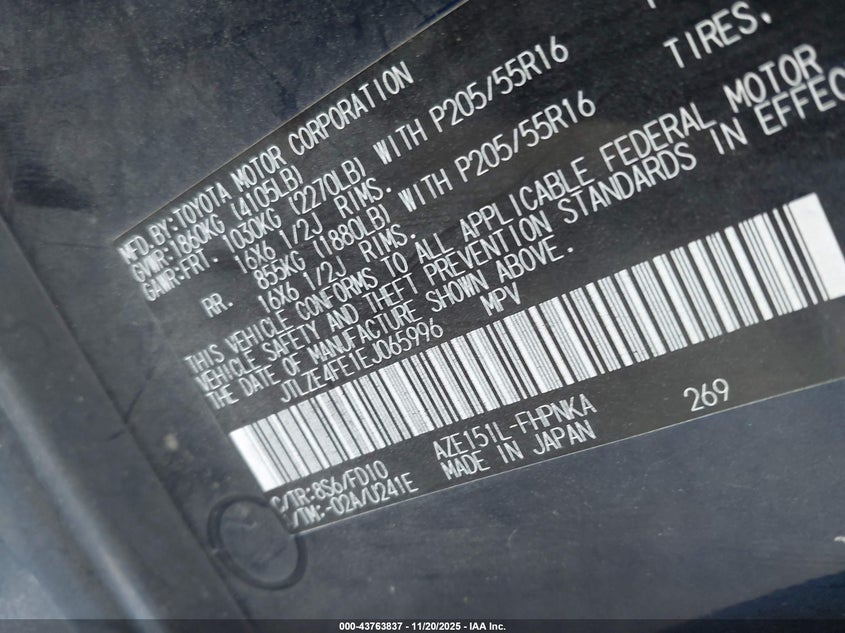 TIRES,
MFD.BY:TOYOTA MOTOR CORPORATION
GVWR:1860KG (4105LB)
GAWR:FRT. 1030KG (2270LB) WITH P205/55R16
16X6 1/2J RIMS.
RR. 855KG (1880LB) WITH P205/55R16
16X6 1/2J RIMS.
THIS VEHICLE CONFORMS TO ALL APPLICABLE FEDERAL MOTOR
VEHICLE SAFETY AND THEFT PREVENTION STANDARDS IN EFFEC
THE DATE OF MANUFACTURE SHOWN ABOVE.
JTLZE4FE1EJ065996 MPV
C/TR:8S6/FD10 AZE151L-FHPNKA 269
/TM:-02A/U241E MADE IN JAPAN
000-43763837 - 11/20/2025 - IAA Inc.